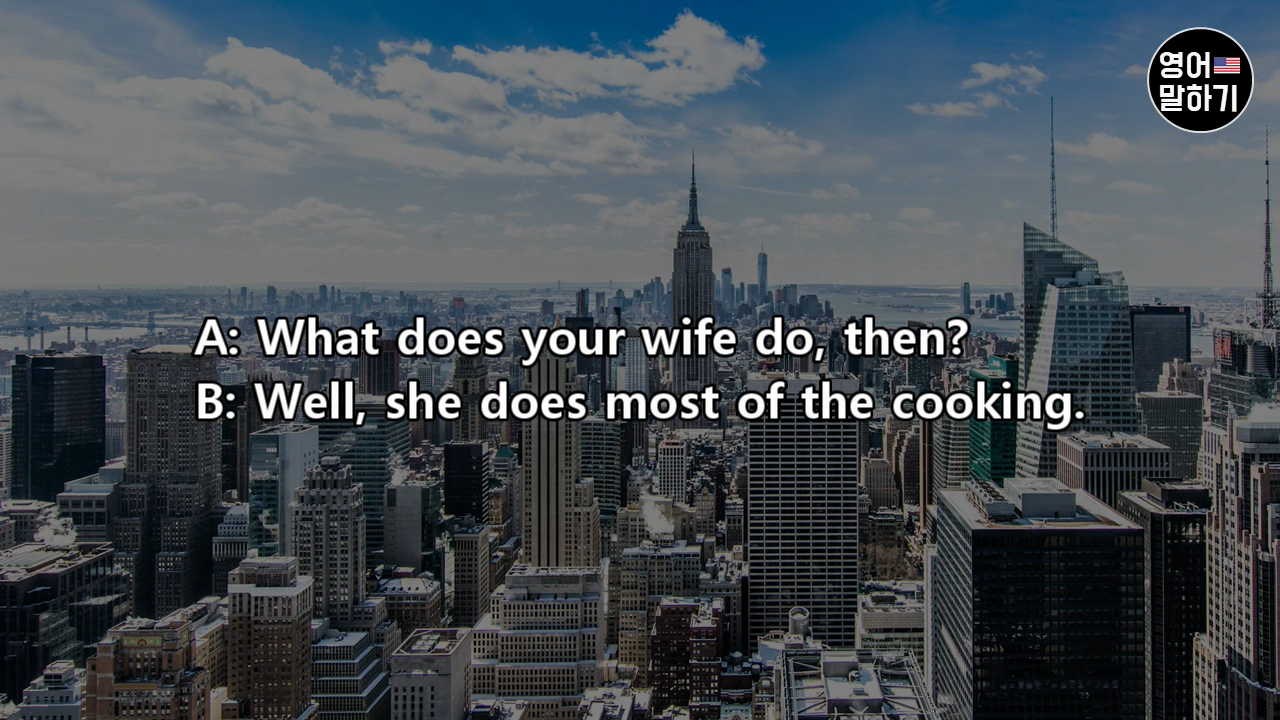 영어
말하기
A: What does your wife do, then?
B: Well, she does most of the cooking.